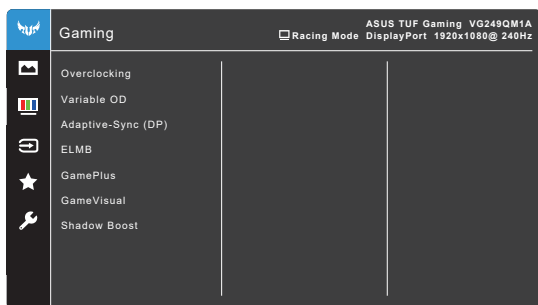 Gaming
ASUS TUF Gaming VG249QM1A
Racing Mode DisplayPort 1920x1080@ 240Hz
Overclocking
Variable OD
Adaptive-Sync (DP)
ELMB
GamePlus
GameVisual
Shadow Boost